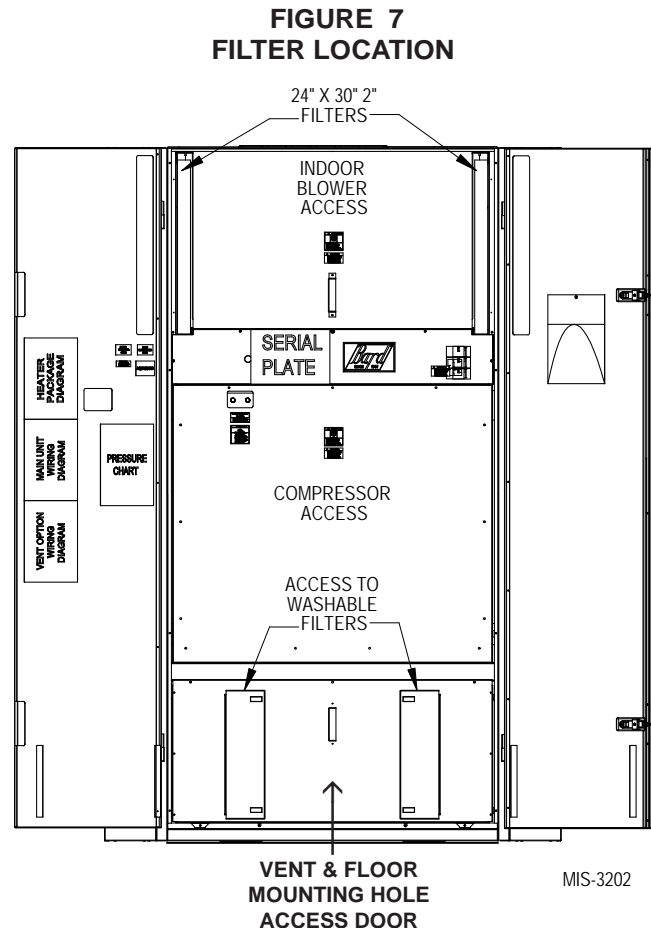 FIGURE 7
FILTER LOCATION
24" X 30" 2"
FILTERS
INDOOR
BLOWER
ACCESS
SERIAL
PLATE
Bard
HEATER
PACKAGE
DIAGRAM
MAIN UNIT
WIRING
DIAGRAM
VENT OPTION
WIRING
DIAGRAM
PRESSURE
CHART
COMPRESSOR
ACCESS
ACCESS TO
WASHABLE
FILTERS
VENT & FLOOR
MOUNTING HOLE
ACCESS DOOR
MIS-3202